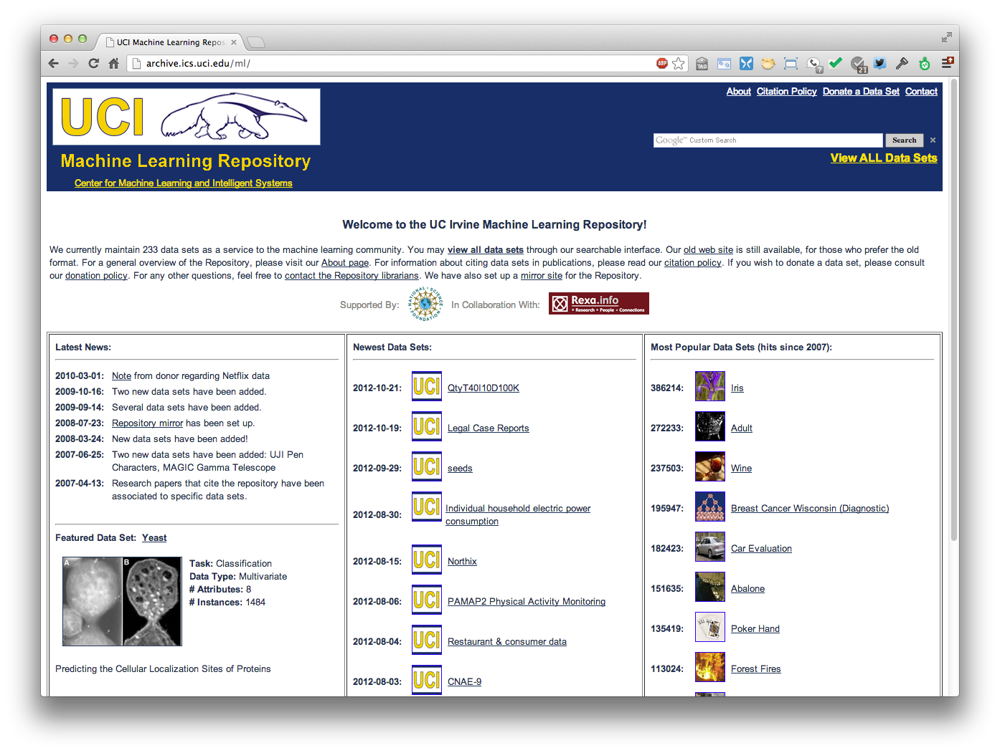 UCI Machine Learning Repos
archive.ics.uci.edu/ml/
ABP
TAG
?
21
UCI
Machine Learning Repository
Center for Machine Learning and Intelligent Systems
About Citation Policy Donate a Data Set Contact
Google™ Custom Search
Search
View ALL Data Sets
Welcome to the UC Irvine Machine Learning Repository!
We currently maintain 233 data sets as a service to the machine learning community. You may view all data sets through our searchable interface. Our old web site is still available, for those who prefer the old
format. For a general overview of the Repository, please visit our About page. For information about citing data sets in publications, please read our citation policy. If you wish to donate a data set, please consult
our donation policy. For any other questions, feel free to contact the Repository librarians. We have also set up a mirror site for the Repository.
Supported By:
NATIONAL SCIENCE FOUNDATION
In Collaboration With:
Rexa.info
Research People Connections
Latest News:
2010-03-01: Note from donor regarding Netflix data
2009-10-16: Two new data sets have been added.
2009-09-14: Several data sets have been added.
2008-07-23: Repository mirror has been set up.
2008-03-24: New data sets have been added!
2007-06-25: Two new data sets have been added: UJI Pen
Characters, MAGIC Gamma Telescope
2007-04-13: Research papers that cite the repository have been
associated to specific data sets.
Featured Data Set: Yeast
A
B
Task: Classification
Data Type: Multivariate
# Attributes: 8
# Instances: 1484
Predicting the Cellular Localization Sites of Proteins
Newest Data Sets:
2012-10-21: UCI QtyT40I10D100K
2012-10-19: UCI Legal Case Reports
2012-09-29: UCI seeds
2012-08-30: UCI Individual household electric power
consumption
2012-08-15: UCI Northix
2012-08-06: UCI PAMAP2 Physical Activity Monitoring
2012-08-04: UCI Restaurant & consumer data
2012-08-03: UCI CNAE-9
Most Popular Data Sets (hits since 2007):
386214: Iris
272233: Adult
237503: Wine
195947: Breast Cancer Wisconsin (Diagnostic)
182423: Car Evaluation
151635: Abalone
135419: Poker Hand
113024: Forest Fires